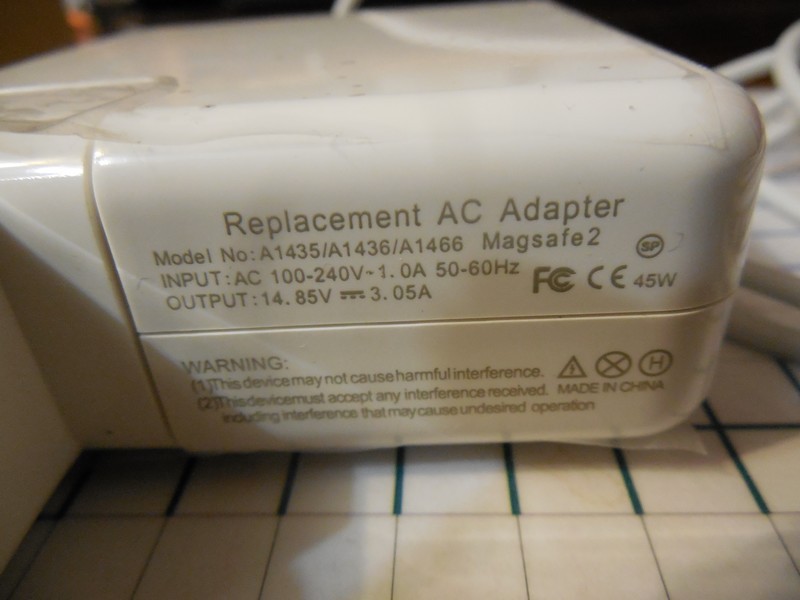 Replacement AC Adapter
Model No: A1435/A1436/A1466 Magsafe2
SP
INPUT: AC 100-240V~1.0A 50-60Hz
OUTPUT: 14.85V ⎓ 3.05A
FC CE 45W
WARNING:
(1)This device may not cause harmful interference.
(2)This device must accept any interference received,
including interference that may cause undesired operation
H
MADE IN CHINA